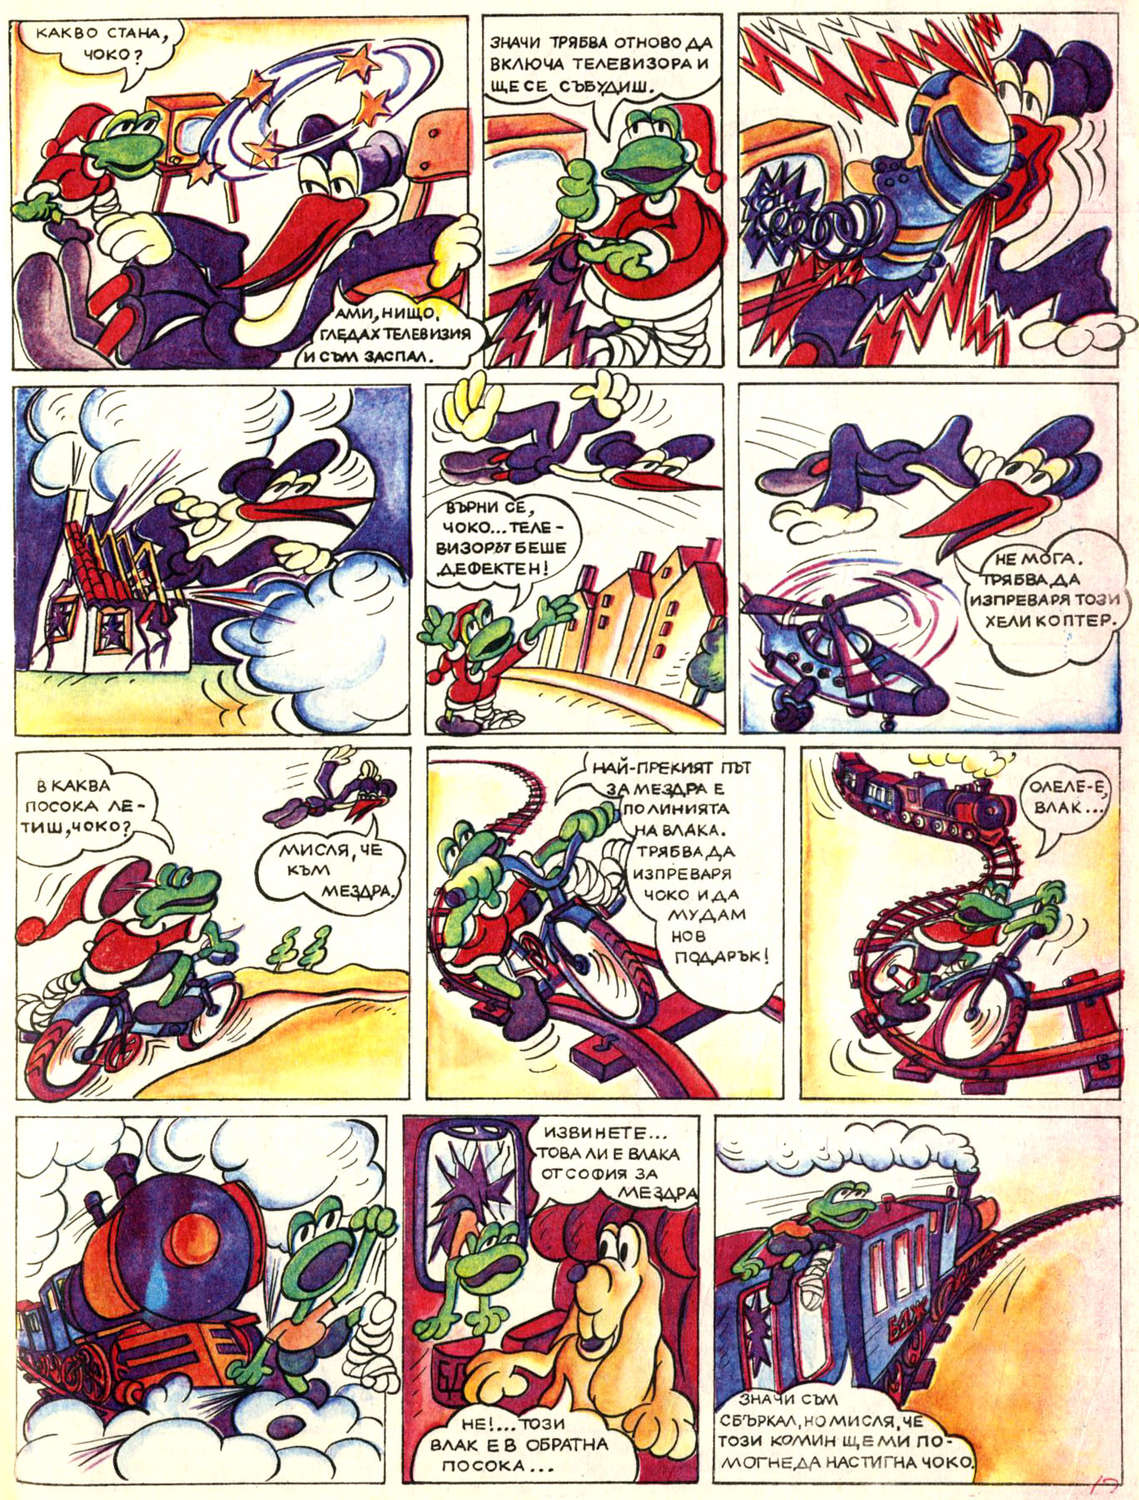 КАКВО СТАНА,
ЧОКО?
АМИ, НИЩО,
ГЛЕДАХ ТЕЛЕВИЗИЯ
И СЪМ ЗАСПАЛ.
ЗНАЧИ ТРЯБВА ОТНОВО ДА
ВКЛЮЧА ТЕЛЕВИЗОРА И
ЩЕ СЕ СЪБУДИШ.
ВЪРНИ СЕ,
ЧОКО... ТЕЛЕ-
ВИЗОРЪТ БЕШЕ
ДЕФЕКТЕН!
НЕ МОГА.
ТРЯБВА ДА
ИЗПРЕВАРЯ ТОЗИ
ХЕЛИКОПТЕР.
В КАКВА
ПОСОКА ЛЕ-
ТИШ, ЧОКО?
МИСЛЯ, ЧЕ
КЪМ
МЕЗДРА.
НАЙ-ПРЕКИЯТ ПЪТ
ЗА МЕЗДРА Е
ПО ЛИНИЯТА
НА ВЛАКА.
ТРЯБВА ДА
ИЗПРЕВАРЯ
ЧОКО И ДА
МУ ДАМ
НОВ
ПОДАРЪК!
ОЛЕЛЕ-Е,
ВЛАК...
ИЗВИНЕТЕ...
ТОВА ЛИ Е ВЛАКА
ОТ СОФИЯ ЗА
МЕЗДРА
БДЖ
НЕ!... ТОЗИ
ВЛАК Е В ОБРАТНА
ПОСОКА...
БДЖ
ЗНАЧИ СЪМ
СБЪРКАЛ, НО МИСЛЯ, ЧЕ
ТОЗИ КОМИН ЩЕ МИ ПО-
МОГНЕ ДА НАСТИГНА ЧОКО.